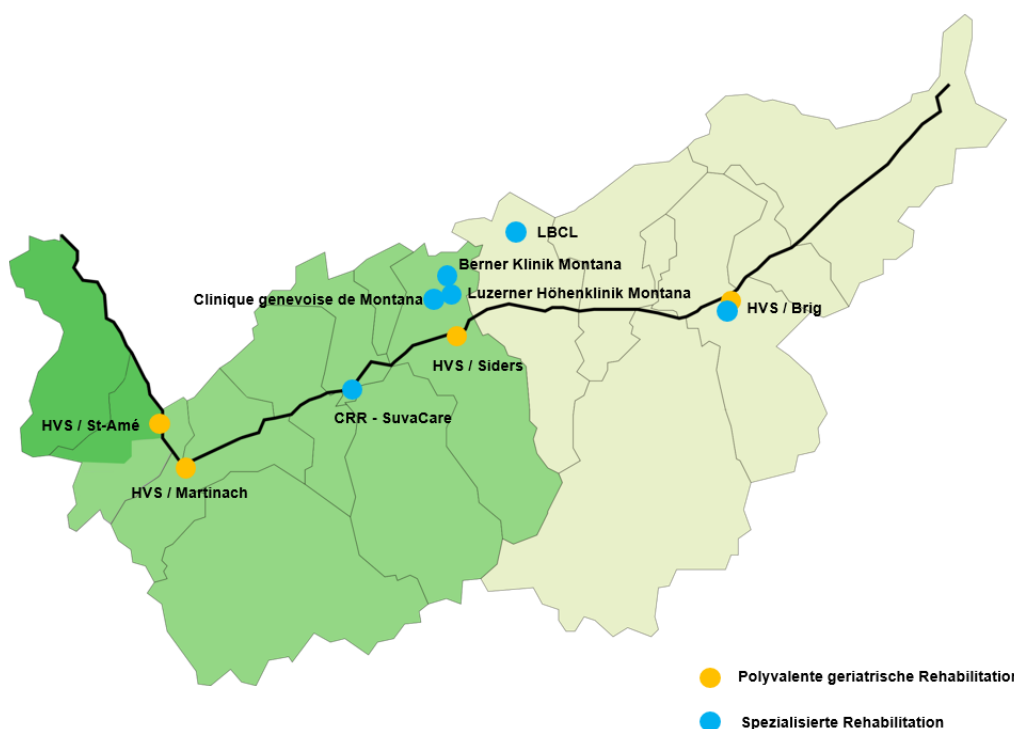 LBCL
Berner Klinik Montana
Clinique genevoise de Montana
Luzerner Höhenklinik Montana
HVS / Brig
HVS / Siders
CRR - SuvaCare
HVS / St-Amé
HVS / Martinach
Polyvalente geriatrische Rehabilitation
Spezialisierte Rehabilitation